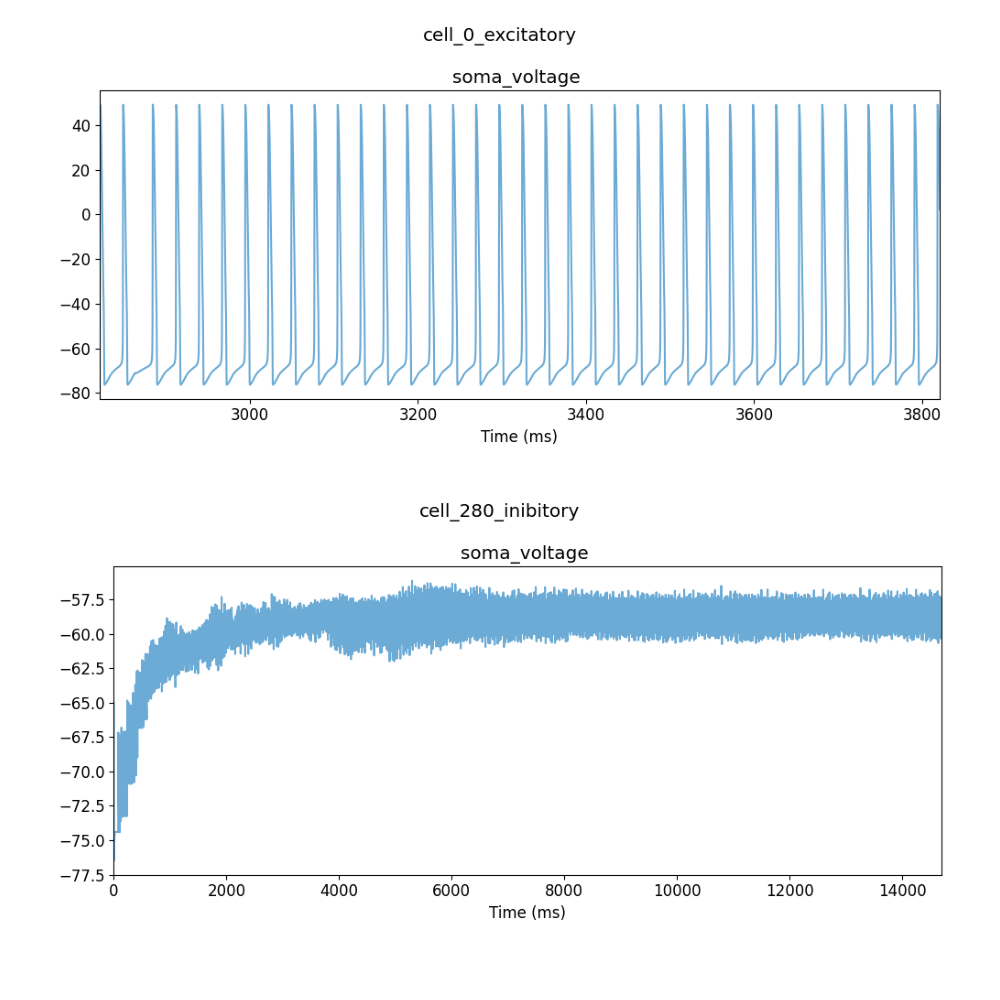 cell_0_excitatory
soma_voltage
40
20
0
−20
−40
−60
−80
3000 3200 3400 3600 3800
Time (ms)
cell_280_inibitory
soma_voltage
−57.5
−60.0
−62.5
−65.0
−67.5
−70.0
−72.5
−75.0
−77.5
0 2000 4000 6000 8000 10000 12000 14000
Time (ms)